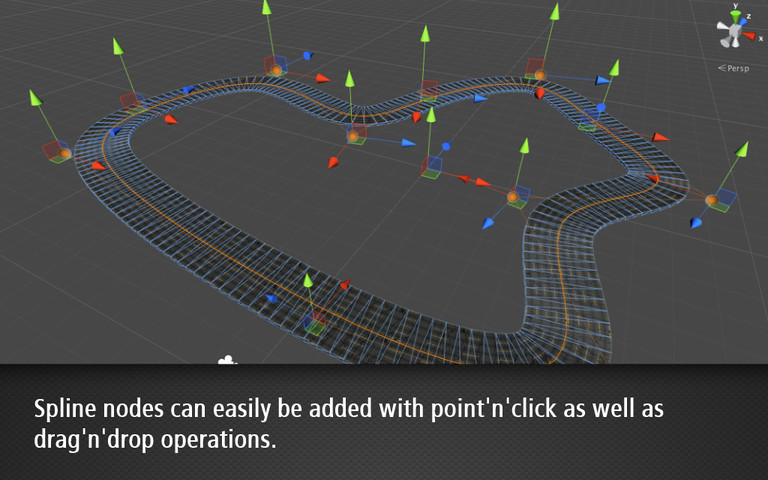 y
z
x
Persp
Spline nodes can easily be added with point'n'click as well as
drag'n'drop operations.